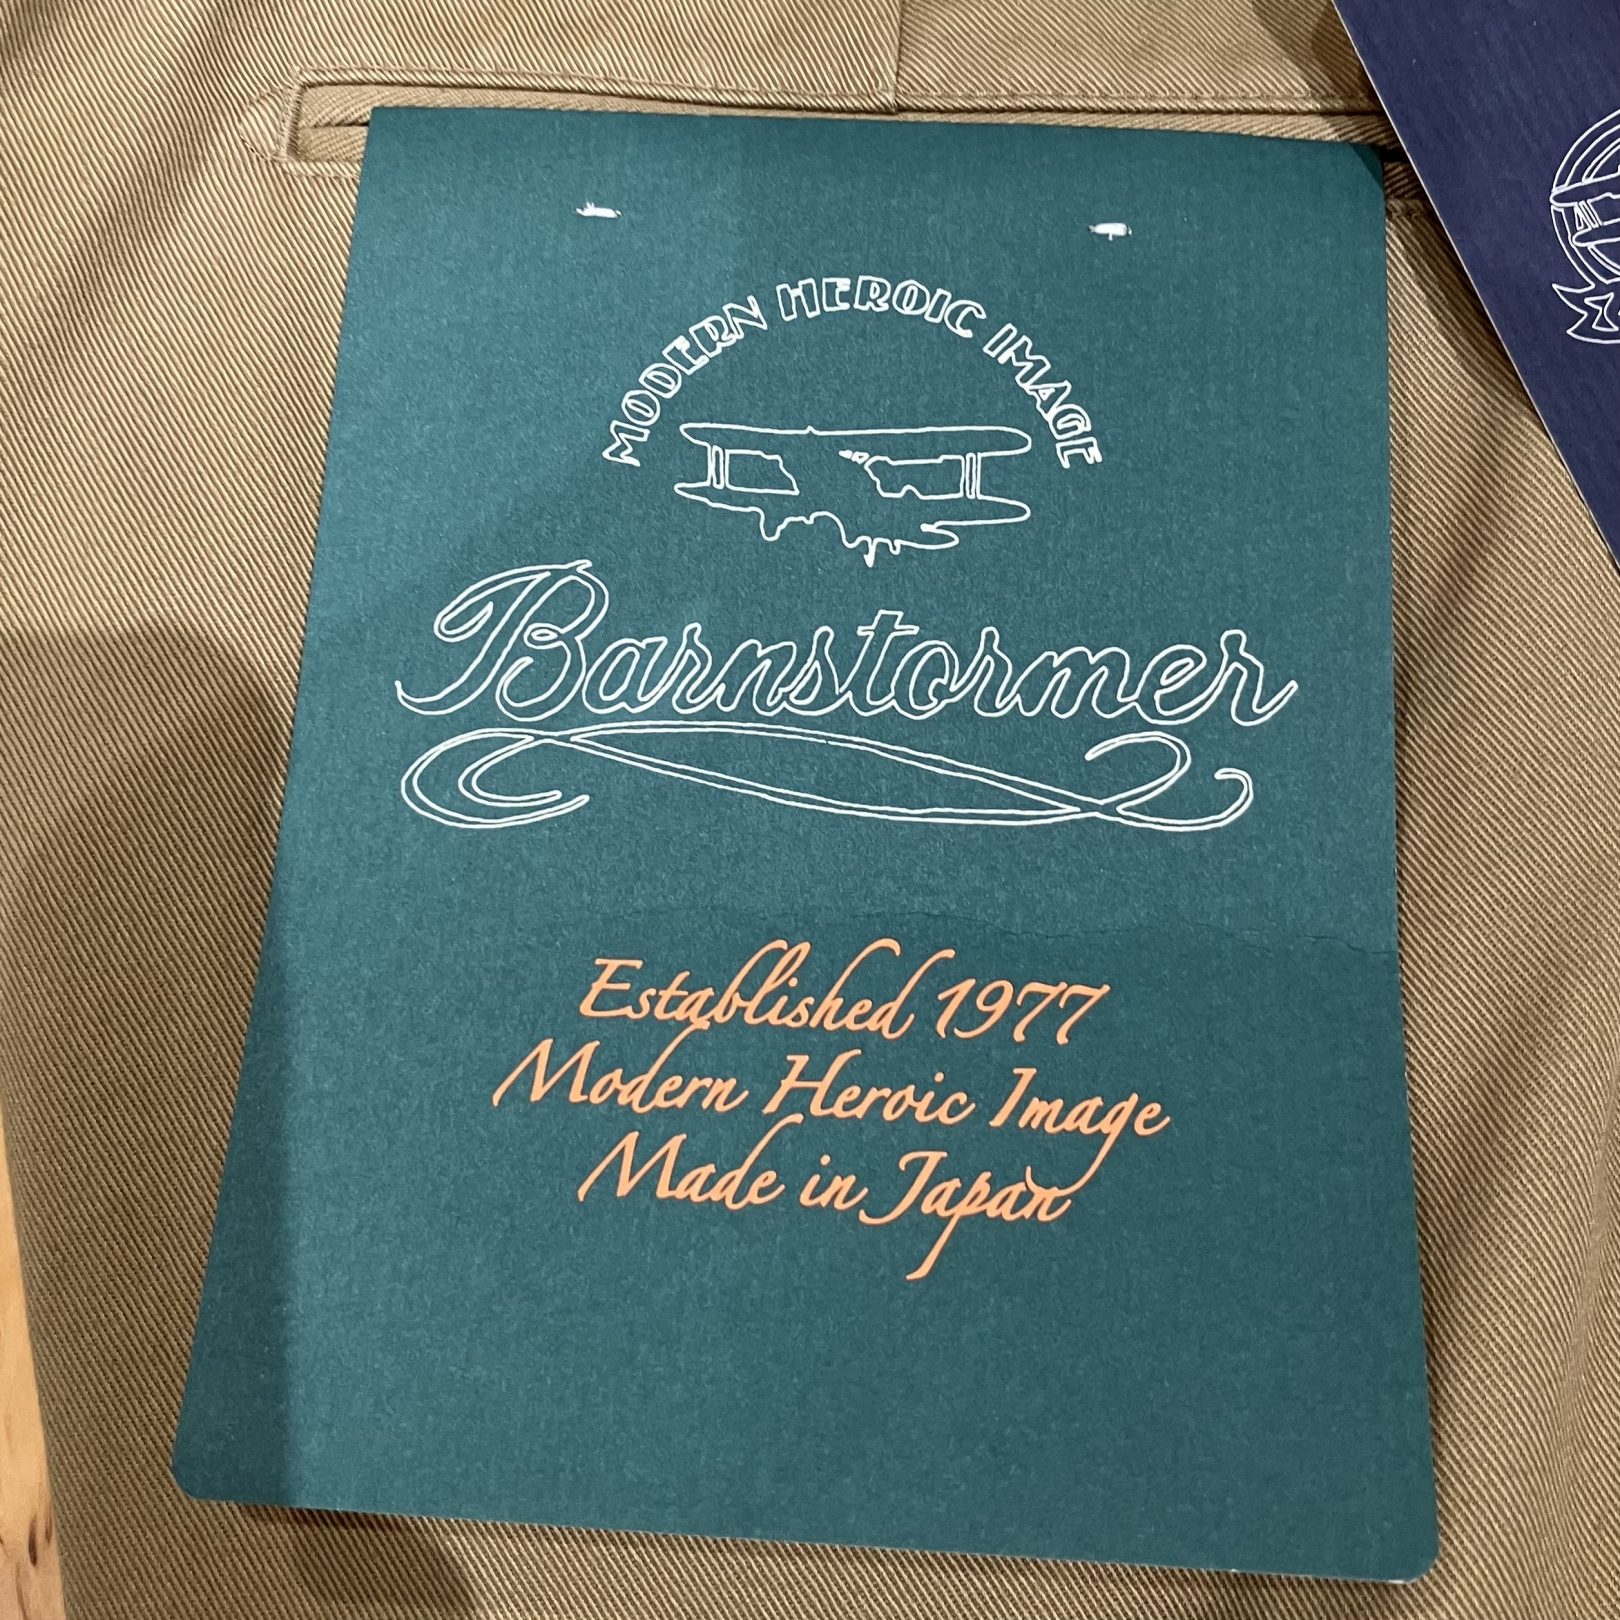 MODERN HEROIC IMAGE
Barnstormer
Established 1977
Modern Heroic Image
Made in Japan